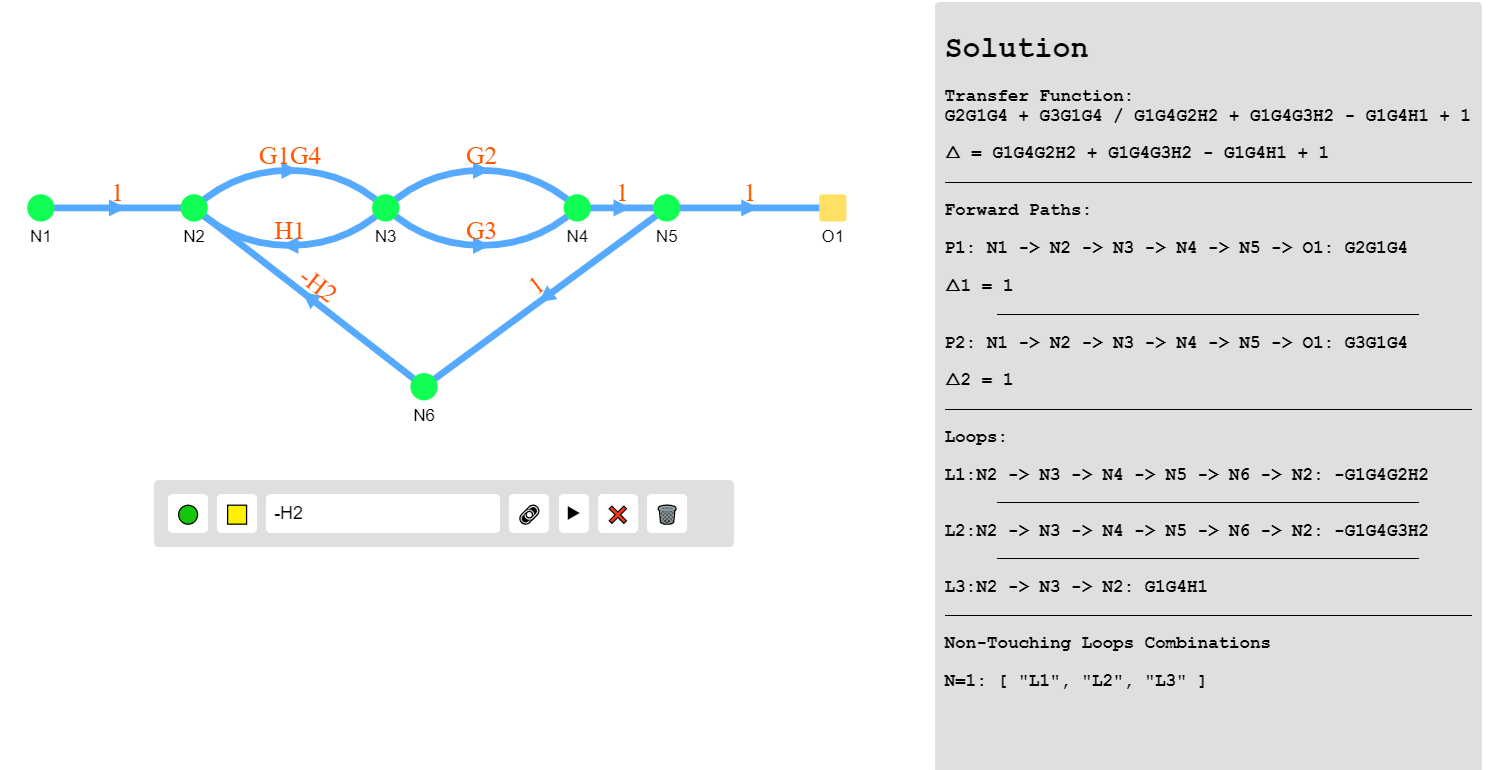 G1G4
G2
1
1
1
H1
G3
N1
N2
N3
N4
N5
O1
-H2
1
N6
-H2
Solution
Transfer Function:
G2G1G4 + G3G1G4 / G1G4G2H2 + G1G4G3H2 - G1G4H1 + 1
△ = G1G4G2H2 + G1G4G3H2 - G1G4H1 + 1
Forward Paths:
P1: N1 -> N2 -> N3 -> N4 -> N5 -> O1: G2G1G4
△1 = 1
P2: N1 -> N2 -> N3 -> N4 -> N5 -> O1: G3G1G4
△2 = 1
Loops:
L1:N2 -> N3 -> N4 -> N5 -> N6 -> N2: -G1G4G2H2
L2:N2 -> N3 -> N4 -> N5 -> N6 -> N2: -G1G4G3H2
L3:N2 -> N3 -> N2: G1G4H1
Non-Touching Loops Combinations
N=1: [ "L1", "L2", "L3" ]